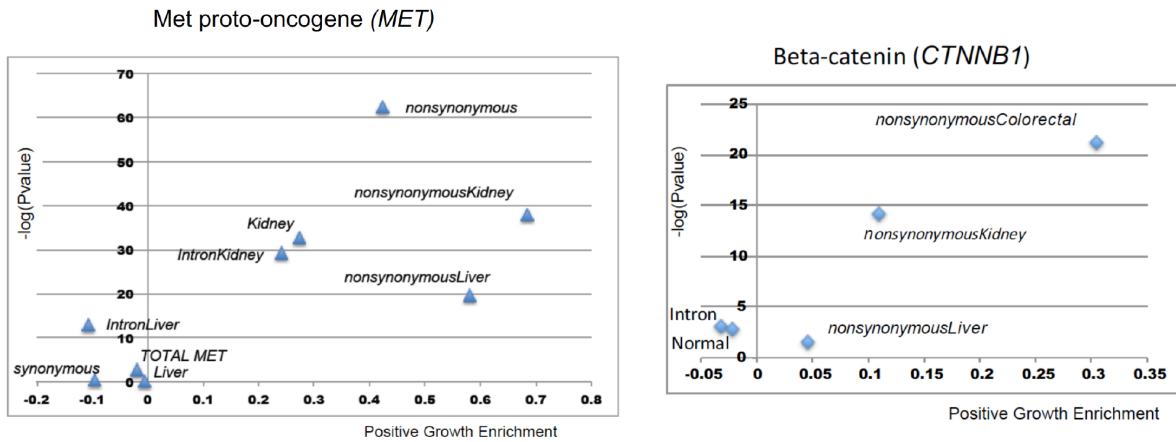 Met proto-oncogene (MET)
70
60
50
40
30
20
10
0
-log(Pvalue)
nonsynonymous
nonsynonymousKidney
Kidney
IntronKidney
nonsynonymousLiver
IntronLiver
TOTAL MET
synonymous
Liver
-0.2 -0.1 0 0.1 0.2 0.3 0.4 0.5 0.6 0.7 0.8
Positive Growth Enrichment
Beta-catenin (CTNNB1)
25
20
15
10
5
0
-log(Pvalue)
nonsynonymousColorectal
nonsynonymousKidney
Intron
Normal
nonsynonymousLiver
-0.05 0 0.05 0.1 0.15 0.2 0.25 0.3 0.35
Positive Growth Enrichment